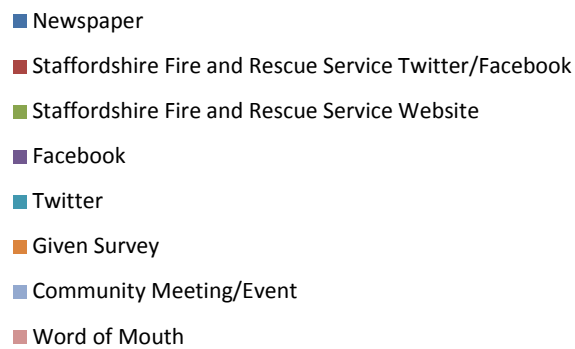 Newspaper
Staffordshire Fire and Rescue Service Twitter/Facebook
Staffordshire Fire and Rescue Service Website
Facebook
Twitter
Given Survey
Community Meeting/Event
Word of Mouth